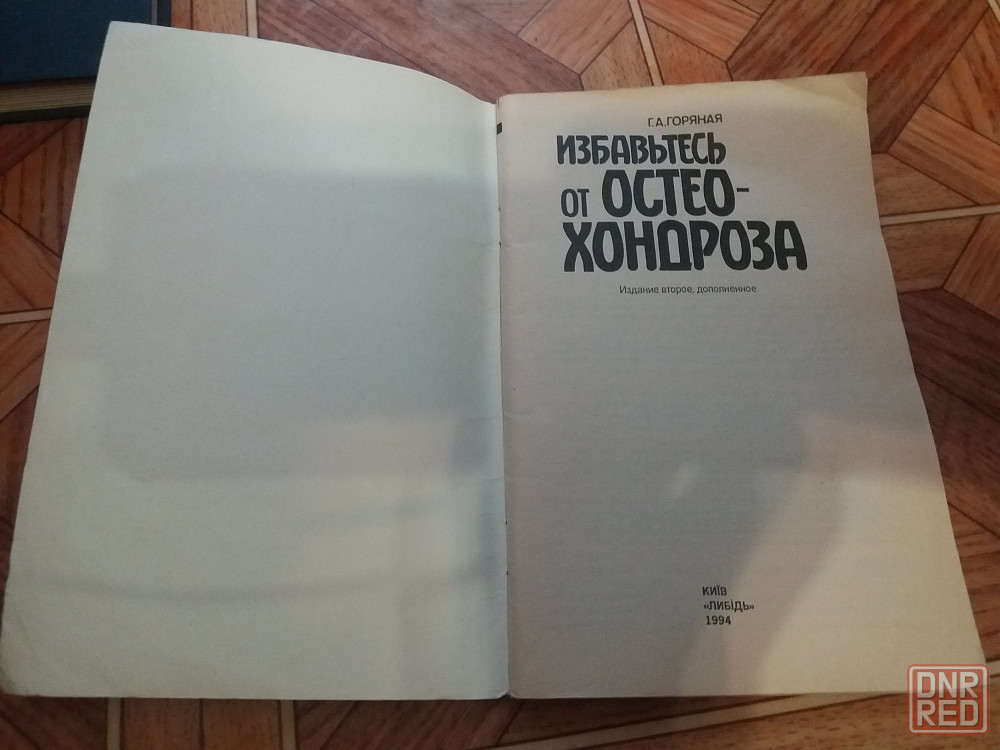 Г.А.ГОРЯНАЯ
ИЗБАВЬТЕСЬ
ОТ ОСТЕО-
ХОНДРОЗА
Издание второе, дополненное
КИЇВ
«ЛИБІДЬ»
1994
DNR
RED